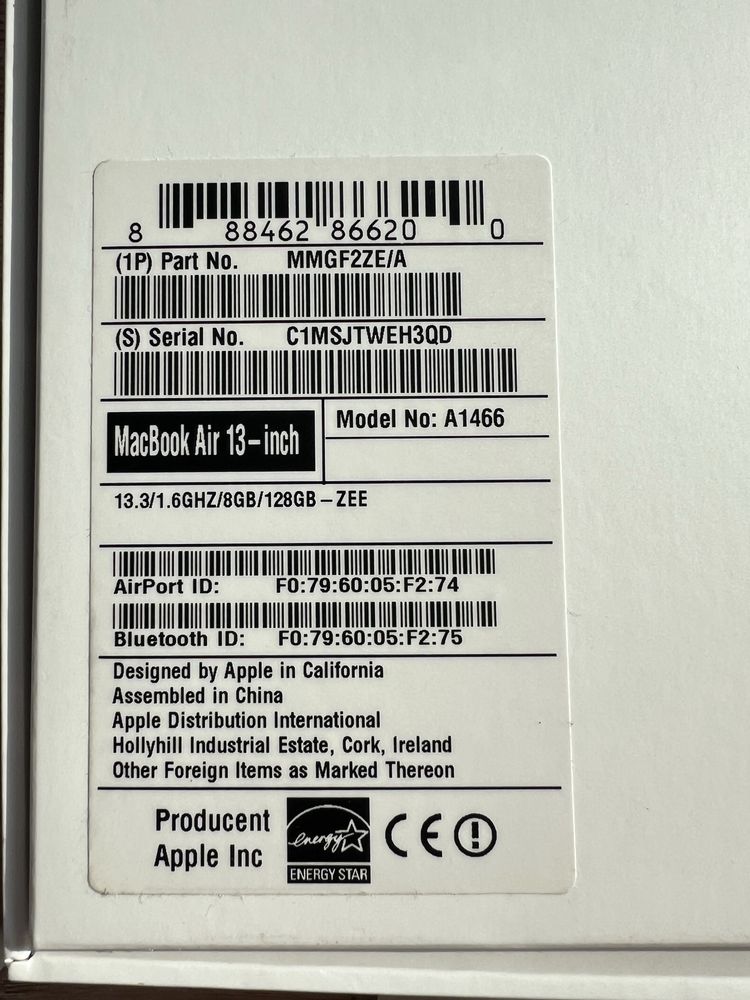 8 88462 86620 0
(1P) Part No. MMGF2ZE/A
(S) Serial No. C1MSJTWEH3QD
MacBook Air 13-inch
Model No: A1466
13.3/1.6GHZ/8GB/128GB – ZEE
AirPort ID: F0:79:60:05:F2:74
Bluetooth ID: F0:79:60:05:F2:75
Designed by Apple in California
Assembled in China
Apple Distribution International
Hollyhill Industrial Estate, Cork, Ireland
Other Foreign Items as Marked Thereon
Producent
Apple Inc
energy
ENERGY STAR
CE